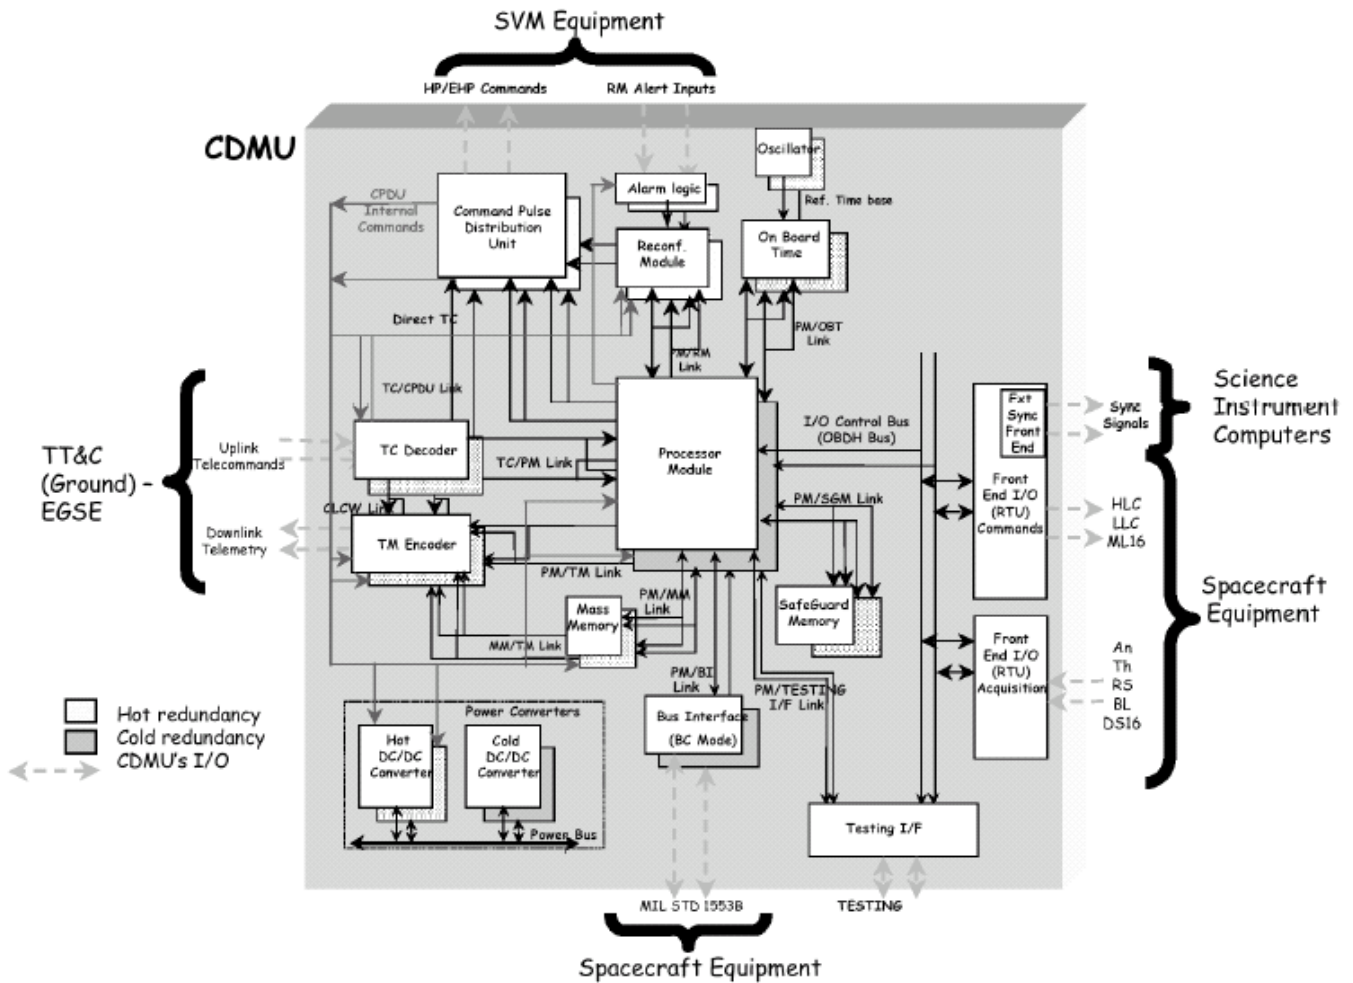 SVM Equipment
HP/EHP Commands
RM Alert Inputs
CDMU
Oscillator
CPDU
Internal
Commands
Command Pulse
Distribution
Unit
Alarm logic
Ref. Time base
Reconf.
Module
On Board
Time
Direct TC
PM/RM
Link
PM/OBT
Link
TC/CPDU Link
TT&C
(Ground) –
EGSE
Uplink
Telecommands
TC Decoder
TC/PM Link
Processor
Module
I/O Control Bus
(OBDH Bus)
Ext
Sync
Front
End
Sync
Signals
Science
Instrument
Computers
Front
End I/O
(RTU)
Commands
HLC
LLC
ML16
PM/SGM Link
CLCW Link
Downlink
Telemetry
TM Encoder
PM/TM Link
Mass
Memory
PM/MM
Link
MM/TM Link
SafeGuard
Memory
Spacecraft
Equipment
Front
End I/O
(RTU)
Acquisition
An
Th
RS
BL
DS16
PM/BI
Link
PM/TESTING
I/F Link
Hot redundancy
Cold redundancy
CDMU's I/O
Power Converters
Hot
DC/DC
Converter
Cold
DC/DC
Converter
Power Bus
Bus Interface
(BC Mode)
Testing I/F
MIL STD 1553B
TESTING
Spacecraft Equipment